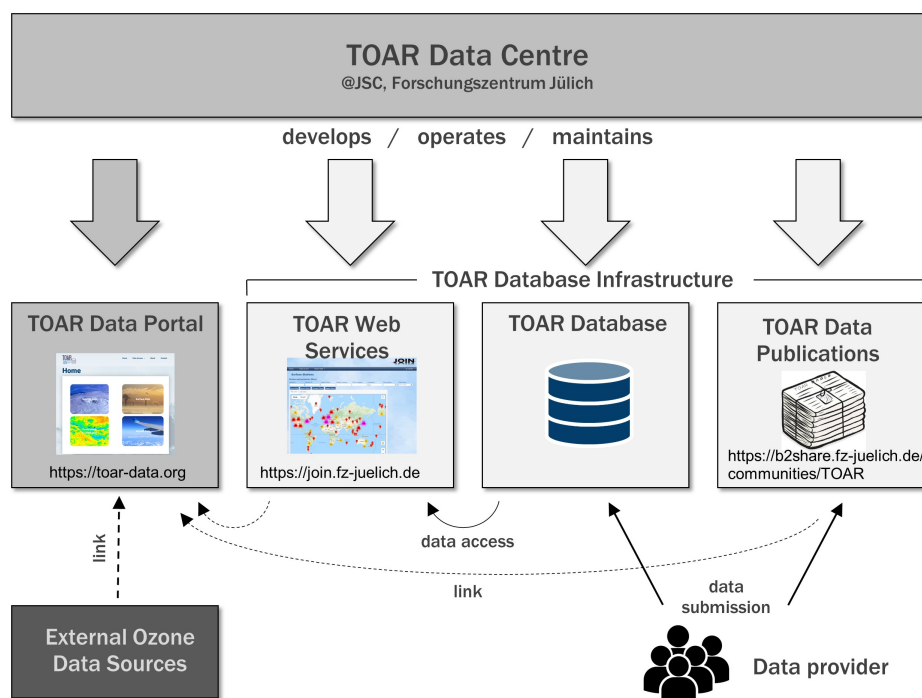 TOAR Data Centre
@JSC, Forschungszentrum Jülich
develops / operates / maintains
TOAR Database Infrastructure
TOAR Data Portal
Home
https://toar-data.org
TOAR Web
Services
JOIN
https://join.fz-juelich.de
TOAR Database
TOAR Data
Publications
https://b2share.fz-juelich.de/
communities/TOAR
link
data access
link
data
submission
External Ozone
Data Sources
Data provider